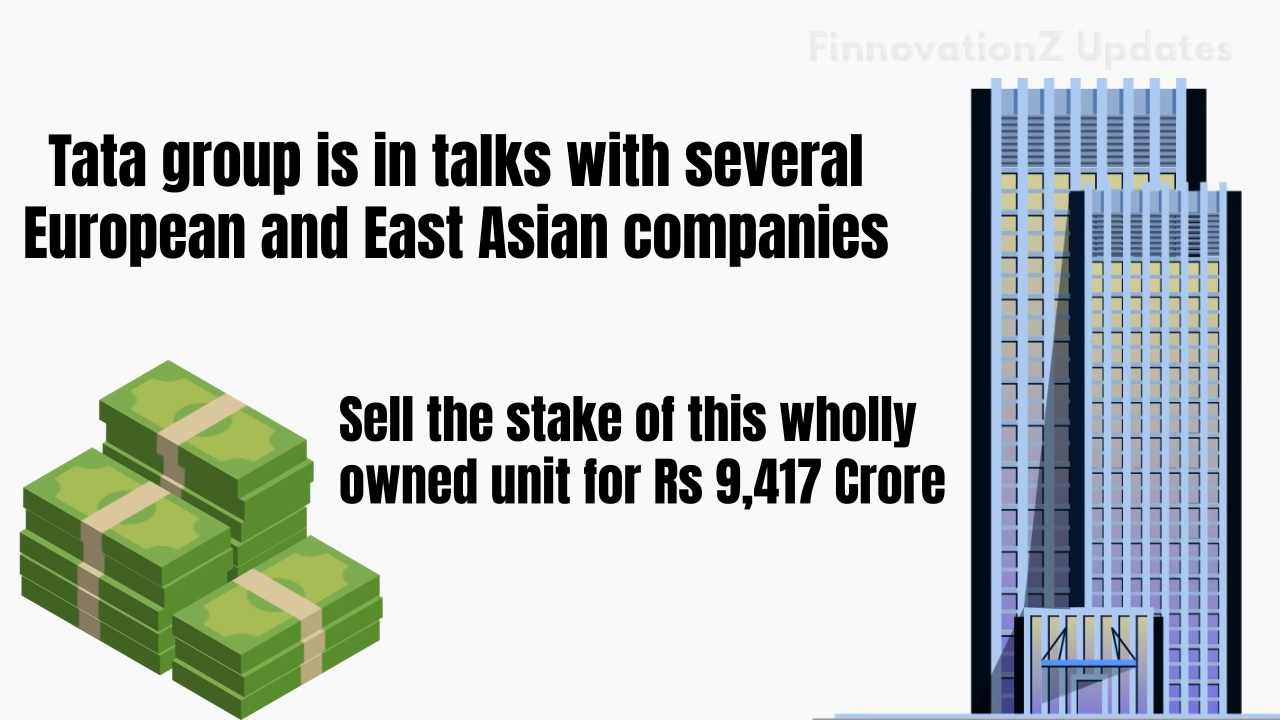 FinnovationZ Updates
Tata group is in talks with several
European and East Asian companies
Sell the stake of this wholly
owned unit for Rs 9,417 Crore